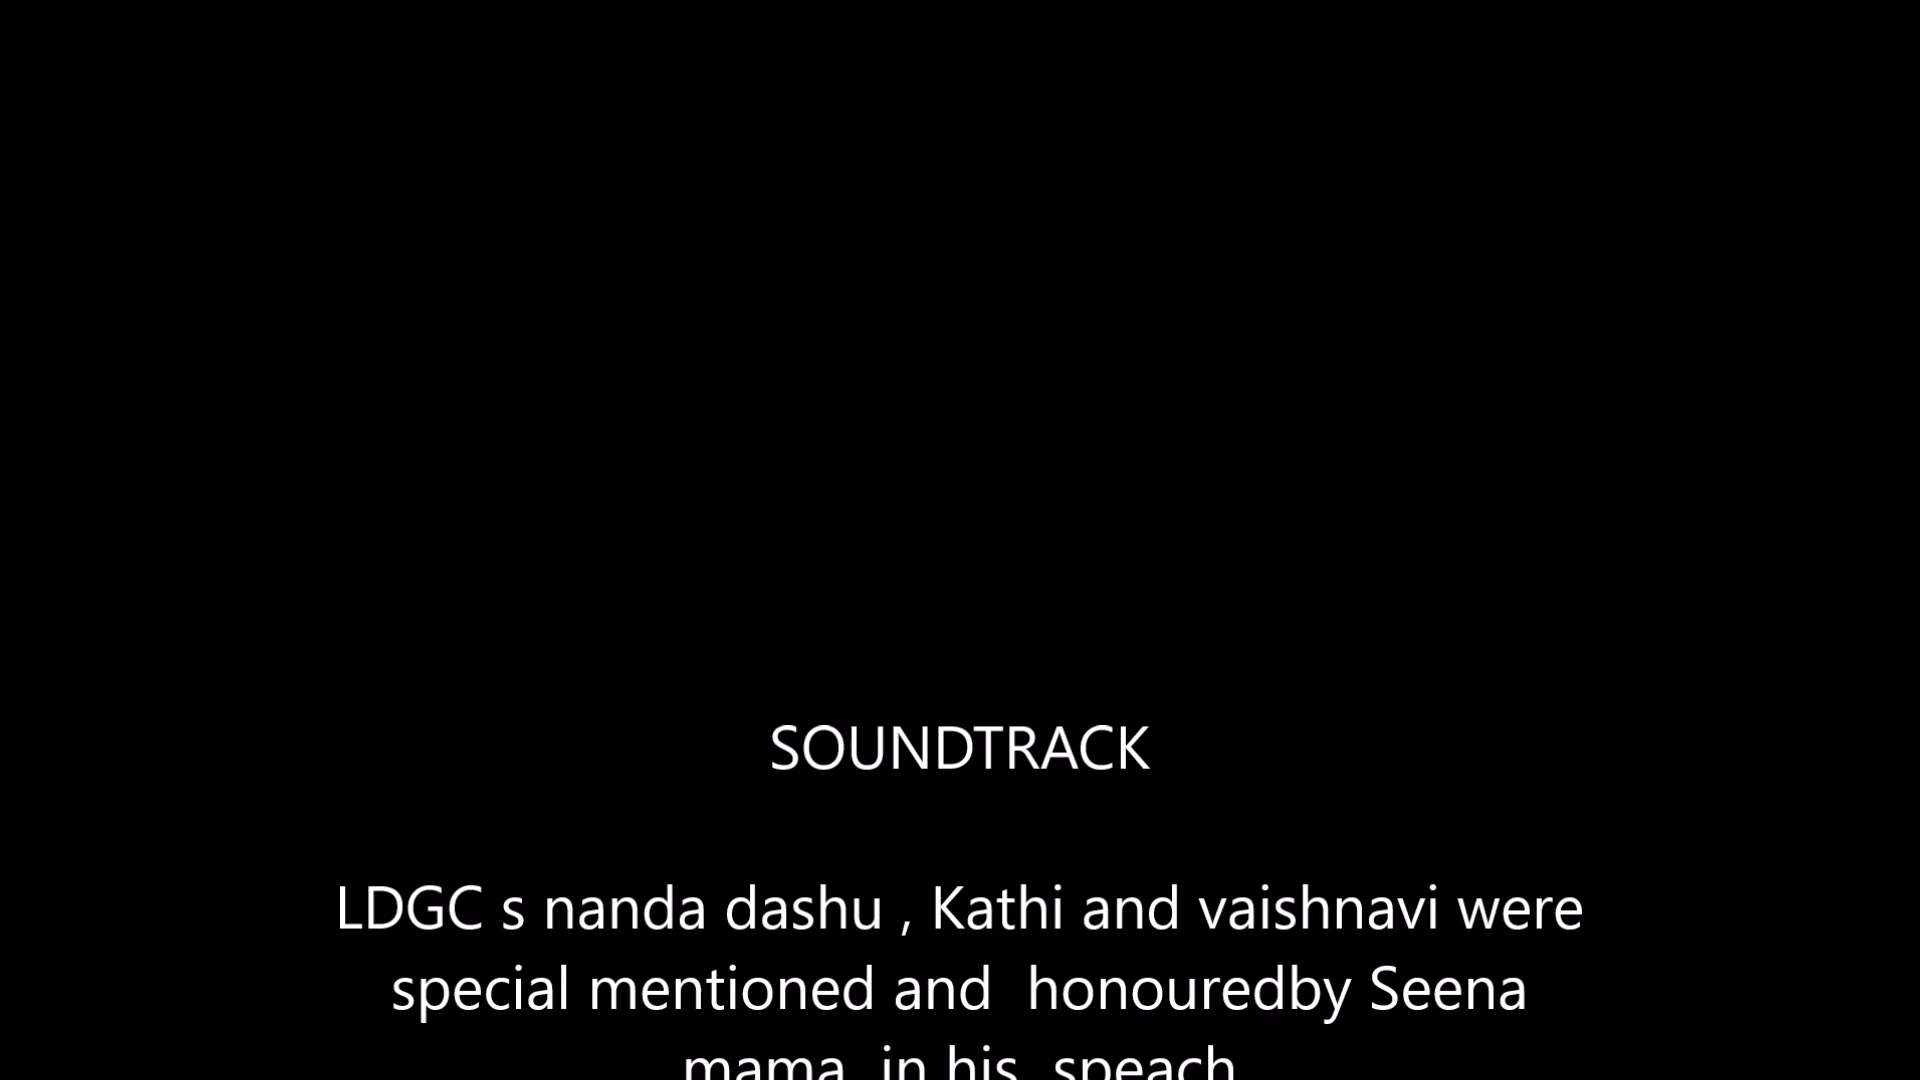 SOUNDTRACK
LDGC s nanda dashu , Kathi and vaishnavi were
special mentioned and  honouredby Seena
mama  in his  speach